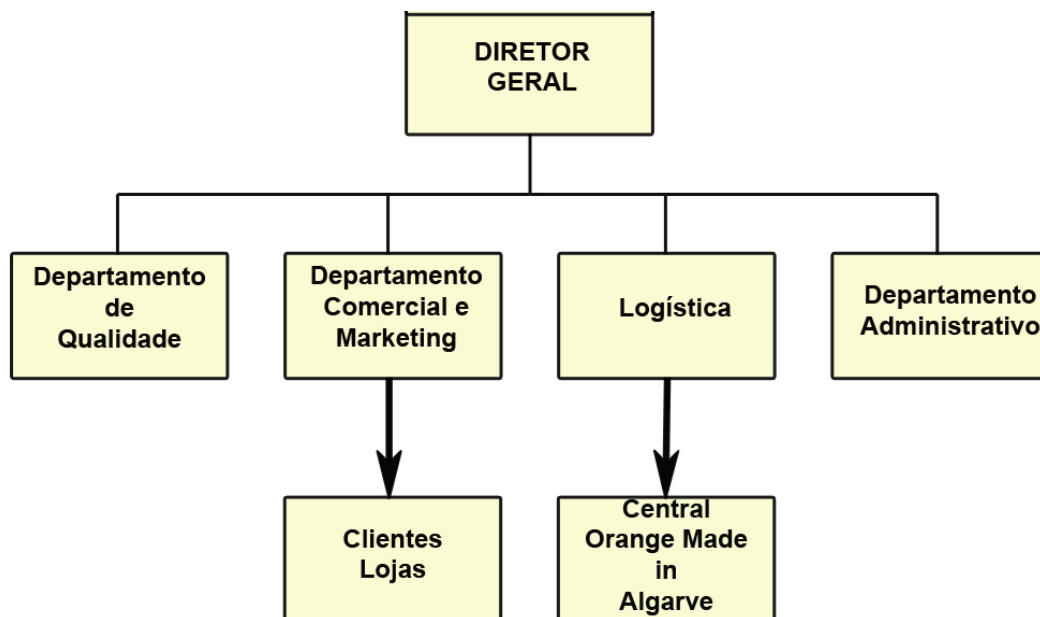 DIRETOR
GERAL
Departamento
de
Qualidade
Departamento
Comercial e
Marketing
Logística
Departamento
Administrativo
Clientes
Lojas
Central
Orange Made
in
Algarve